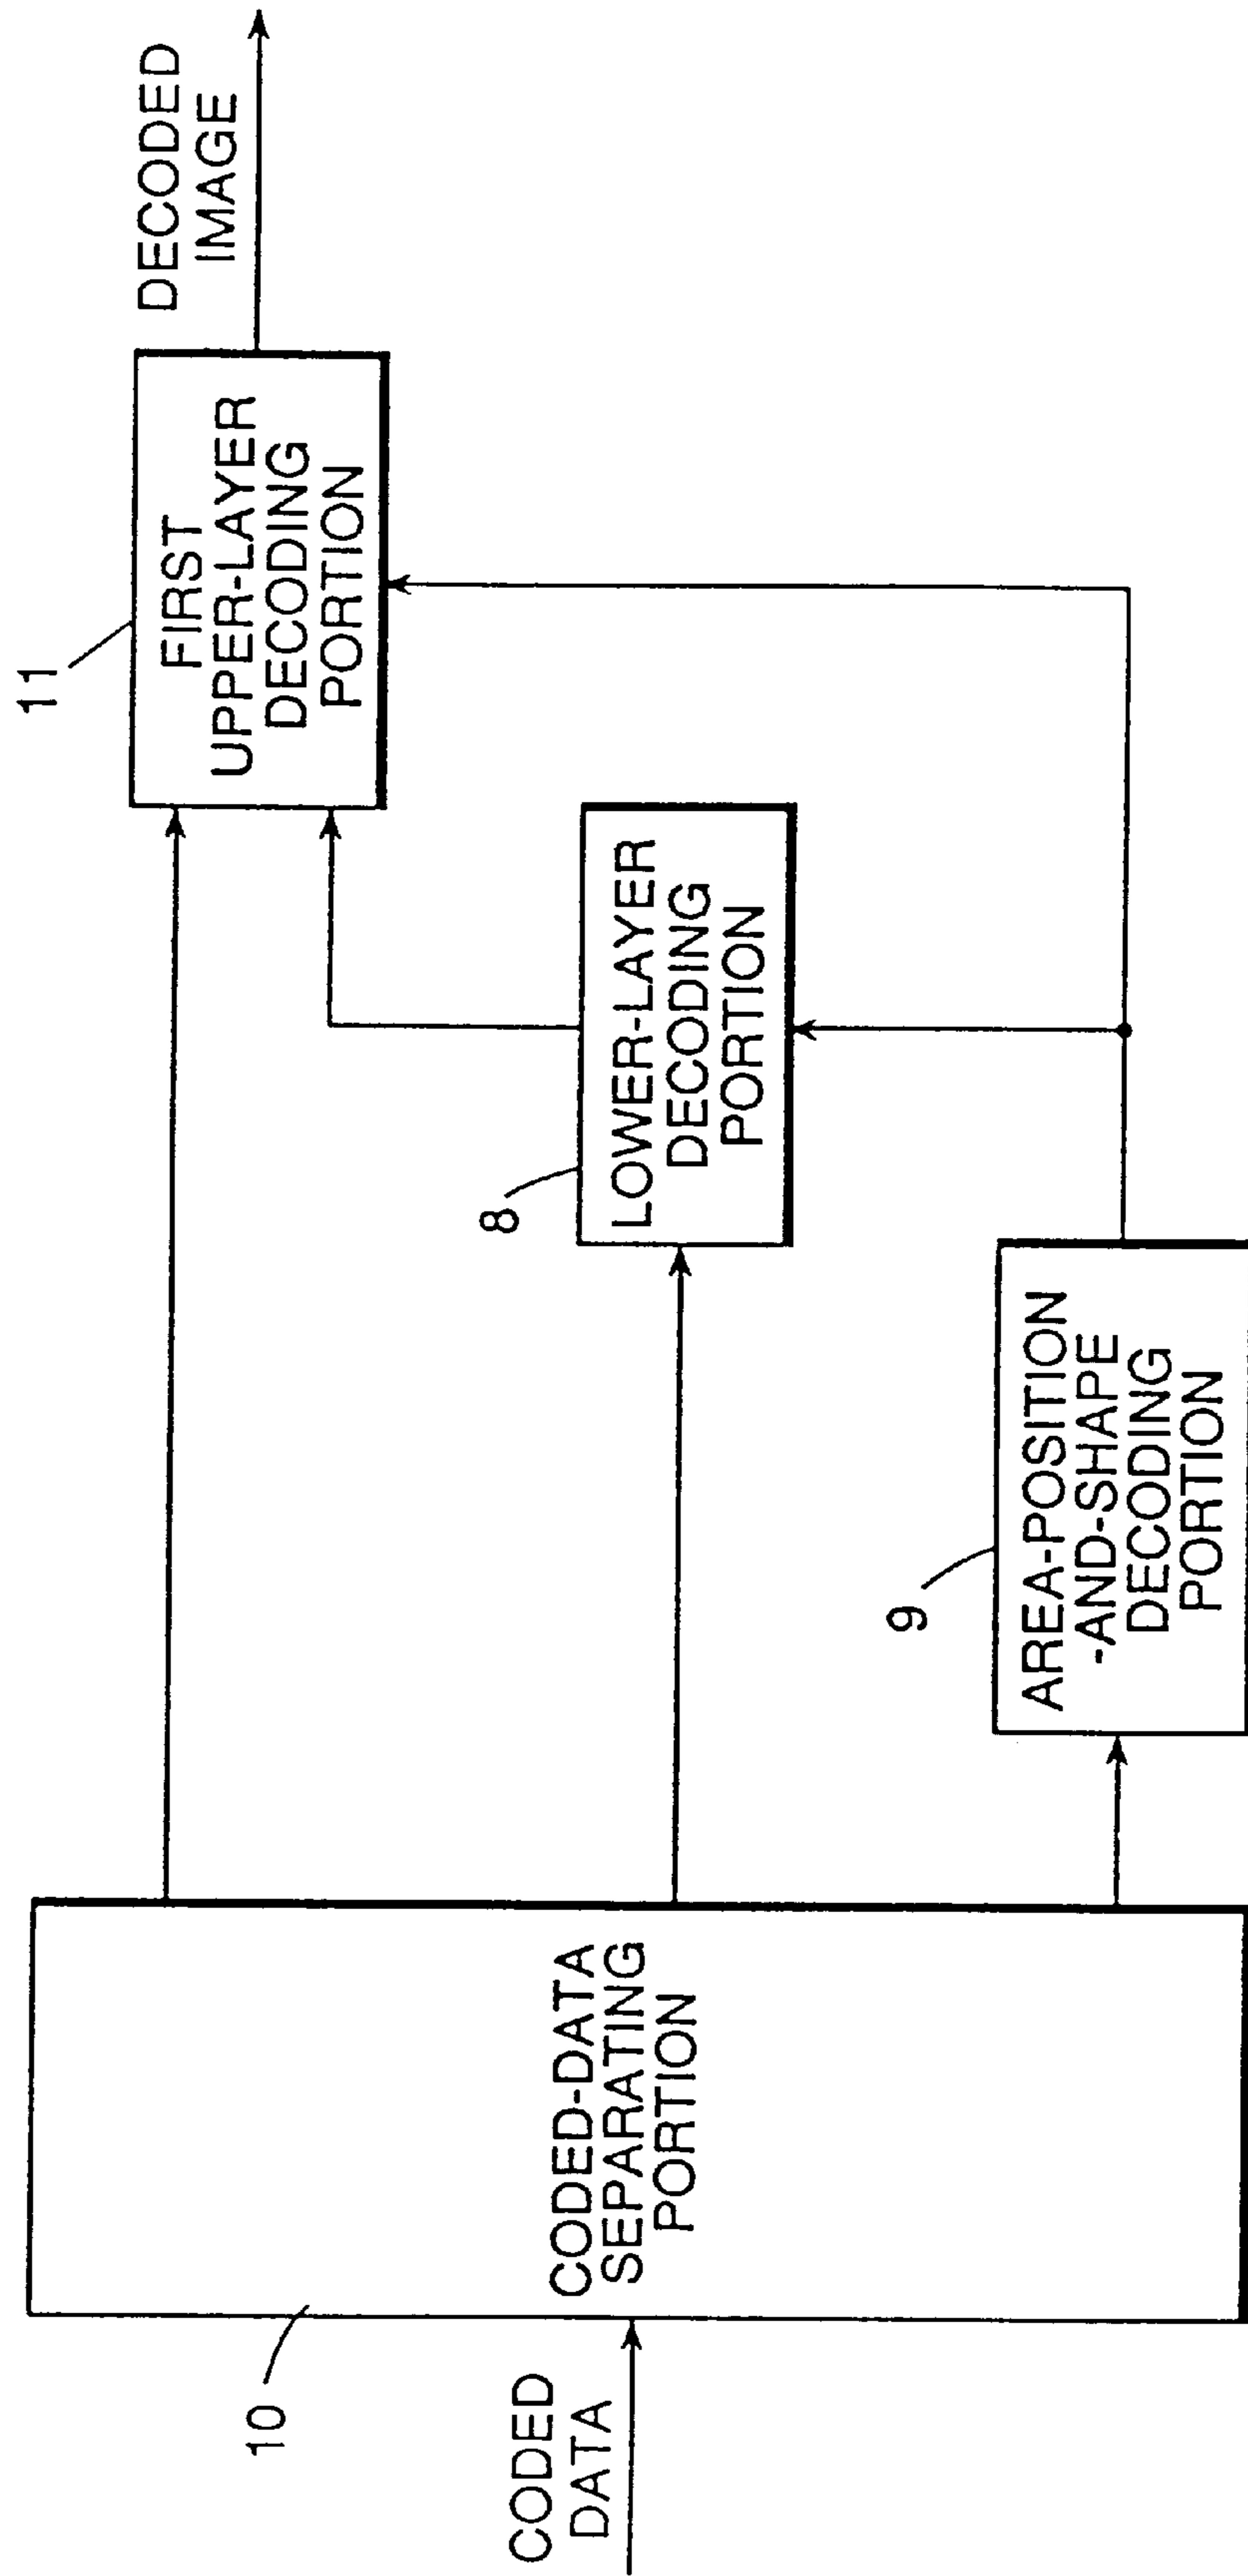 CODED
DATA
10
CODED-DATA
SEPARATING
PORTION
9
AREA-POSITION
-AND-SHAPE
DECODING
PORTION
8
LOWER-LAYER
DECODING
PORTION
11
FIRST
UPPER-LAYER
DECODING
PORTION
DECODED
IMAGE